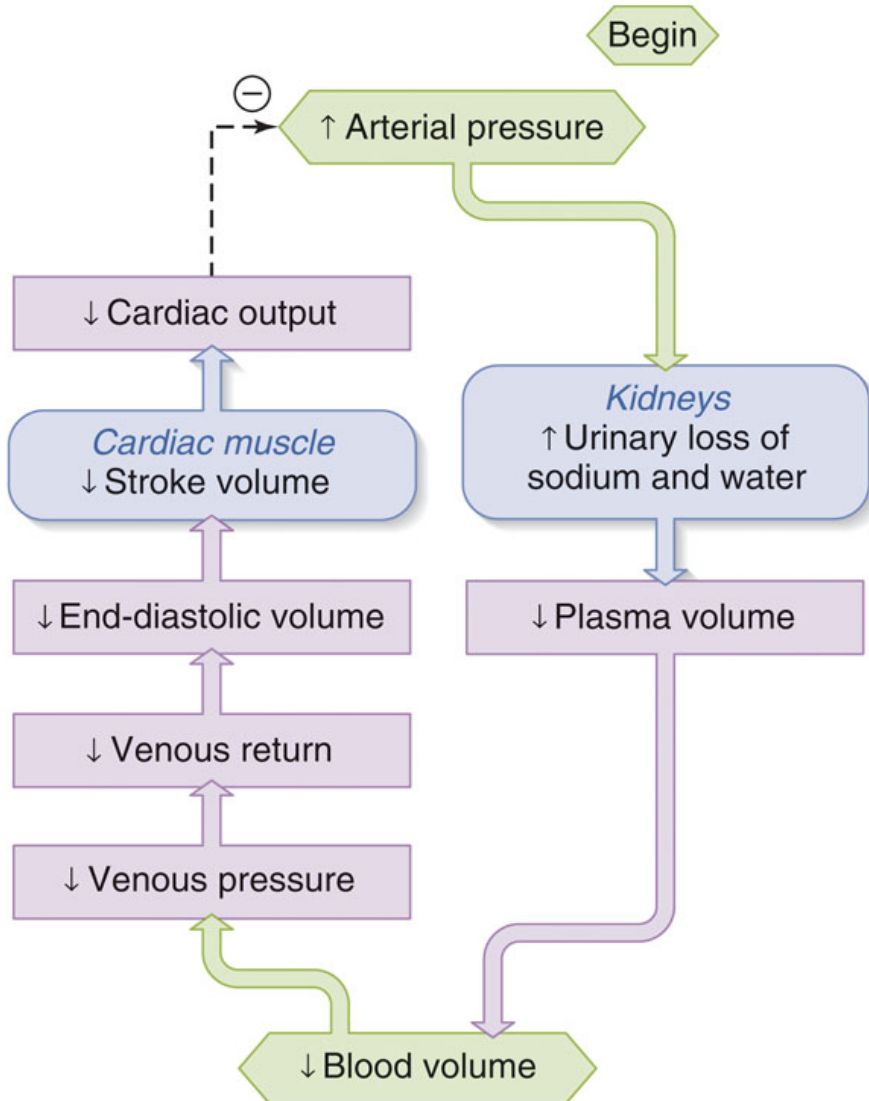 Begin
⊖
↑ Arterial pressure
↓ Cardiac output
Kidneys
↑ Urinary loss of
sodium and water
Cardiac muscle
↓ Stroke volume
↓ End-diastolic volume
↓ Plasma volume
↓ Venous return
↓ Venous pressure
↓ Blood volume